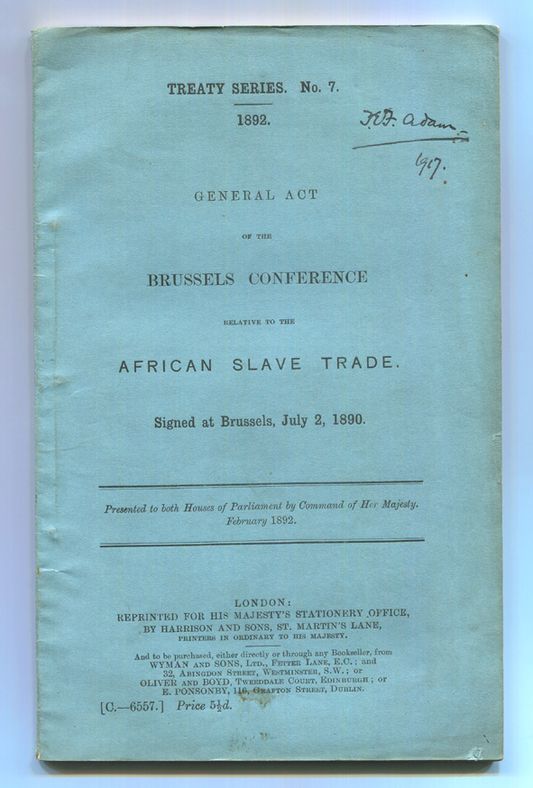 TREATY SERIES. No. 7.
1892.
J.E.F. Adam.
1917.
GENERAL ACT
OF THE
BRUSSELS CONFERENCE
RELATIVE TO THE
AFRICAN SLAVE TRADE.
Signed at Brussels, July 2, 1890.
Presented to both Houses of Parliament by Command of Her Majesty.
February 1892.
LONDON:
REPRINTED FOR HIS MAJESTY'S STATIONERY OFFICE,
BY HARRISON AND SONS, ST. MARTIN'S LANE,
PRINTERS IN ORDINARY TO HIS MAJESTY.
And to be purchased, either directly or through any Bookseller, from
WYMAN AND SONS, LTD., FETTER LANE, E.C.; and
32, ABINGDON STREET, WESTMINSTER, S.W.; or
OLIVER AND BOYD, TWEEDDALE COURT, EDINBURGH; or
E. PONSONBY, 116, GRAFTON STREET, DUBLIN.
[C.—6557.] Price 5½d.